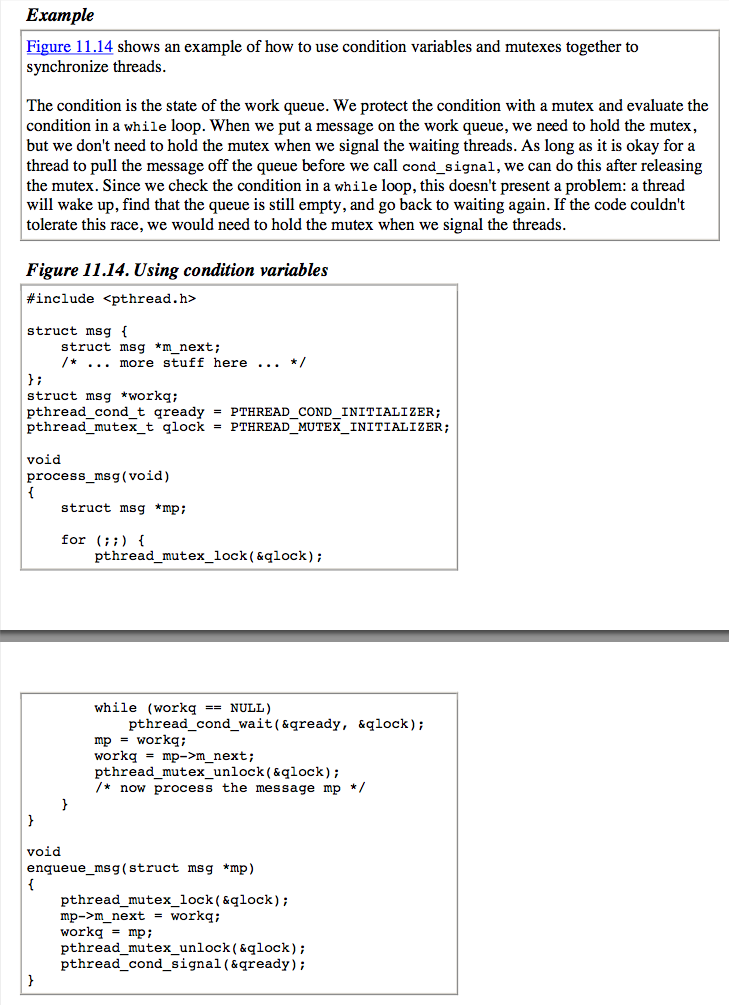 Example
Figure 11.14 shows an example of how to use condition variables and mutexes together to
synchronize threads.
The condition is the state of the work queue. We protect the condition with a mutex and evaluate the
condition in a while loop. When we put a message on the work queue, we need to hold the mutex,
but we don't need to hold the mutex when we signal the waiting threads. As long as it is okay for a
thread to pull the message off the queue before we call cond_signal, we can do this after releasing
the mutex. Since we check the condition in a while loop, this doesn't present a problem: a thread
will wake up, find that the queue is still empty, and go back to waiting again. If the code couldn't
tolerate this race, we would need to hold the mutex when we signal the threads.
Figure 11.14. Using condition variables
#include <pthread.h>
struct msg {
    struct msg *m_next;
    /* ... more stuff here ... */
};
struct msg *workq;
pthread_cond_t qready = PTHREAD_COND_INITIALIZER;
pthread_mutex_t qlock = PTHREAD_MUTEX_INITIALIZER;
void
process_msg(void)
{
    struct msg *mp;
    for (;;) {
        pthread_mutex_lock(&qlock);
        while (workq == NULL)
            pthread_cond_wait(&qready, &qlock);
        mp = workq;
        workq = mp->m_next;
        pthread_mutex_unlock(&qlock);
        /* now process the message mp */
    }
}
void
enqueue_msg(struct msg *mp)
{
    pthread_mutex_lock(&qlock);
    mp->m_next = workq;
    workq = mp;
    pthread_mutex_unlock(&qlock);
    pthread_cond_signal(&qready);
}